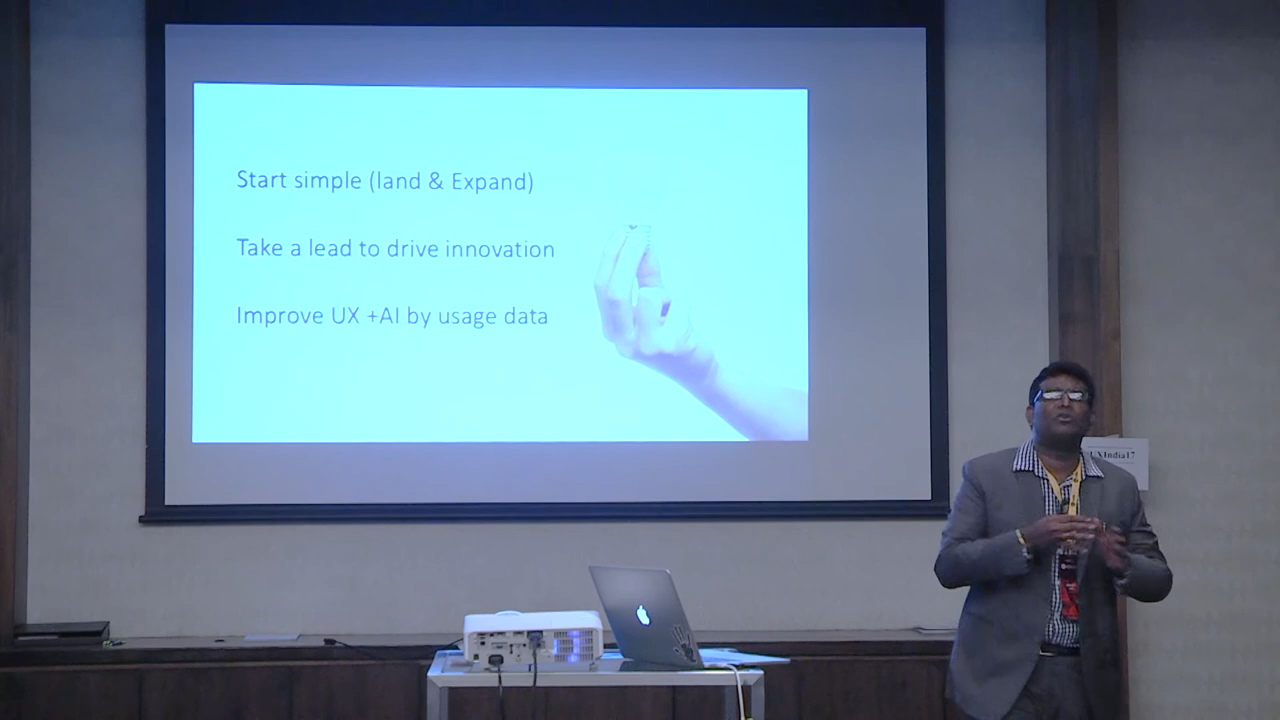 Start simple (land & Expand)
Take a lead to drive innovation
Improve UX +AI by usage data
UXIndia17